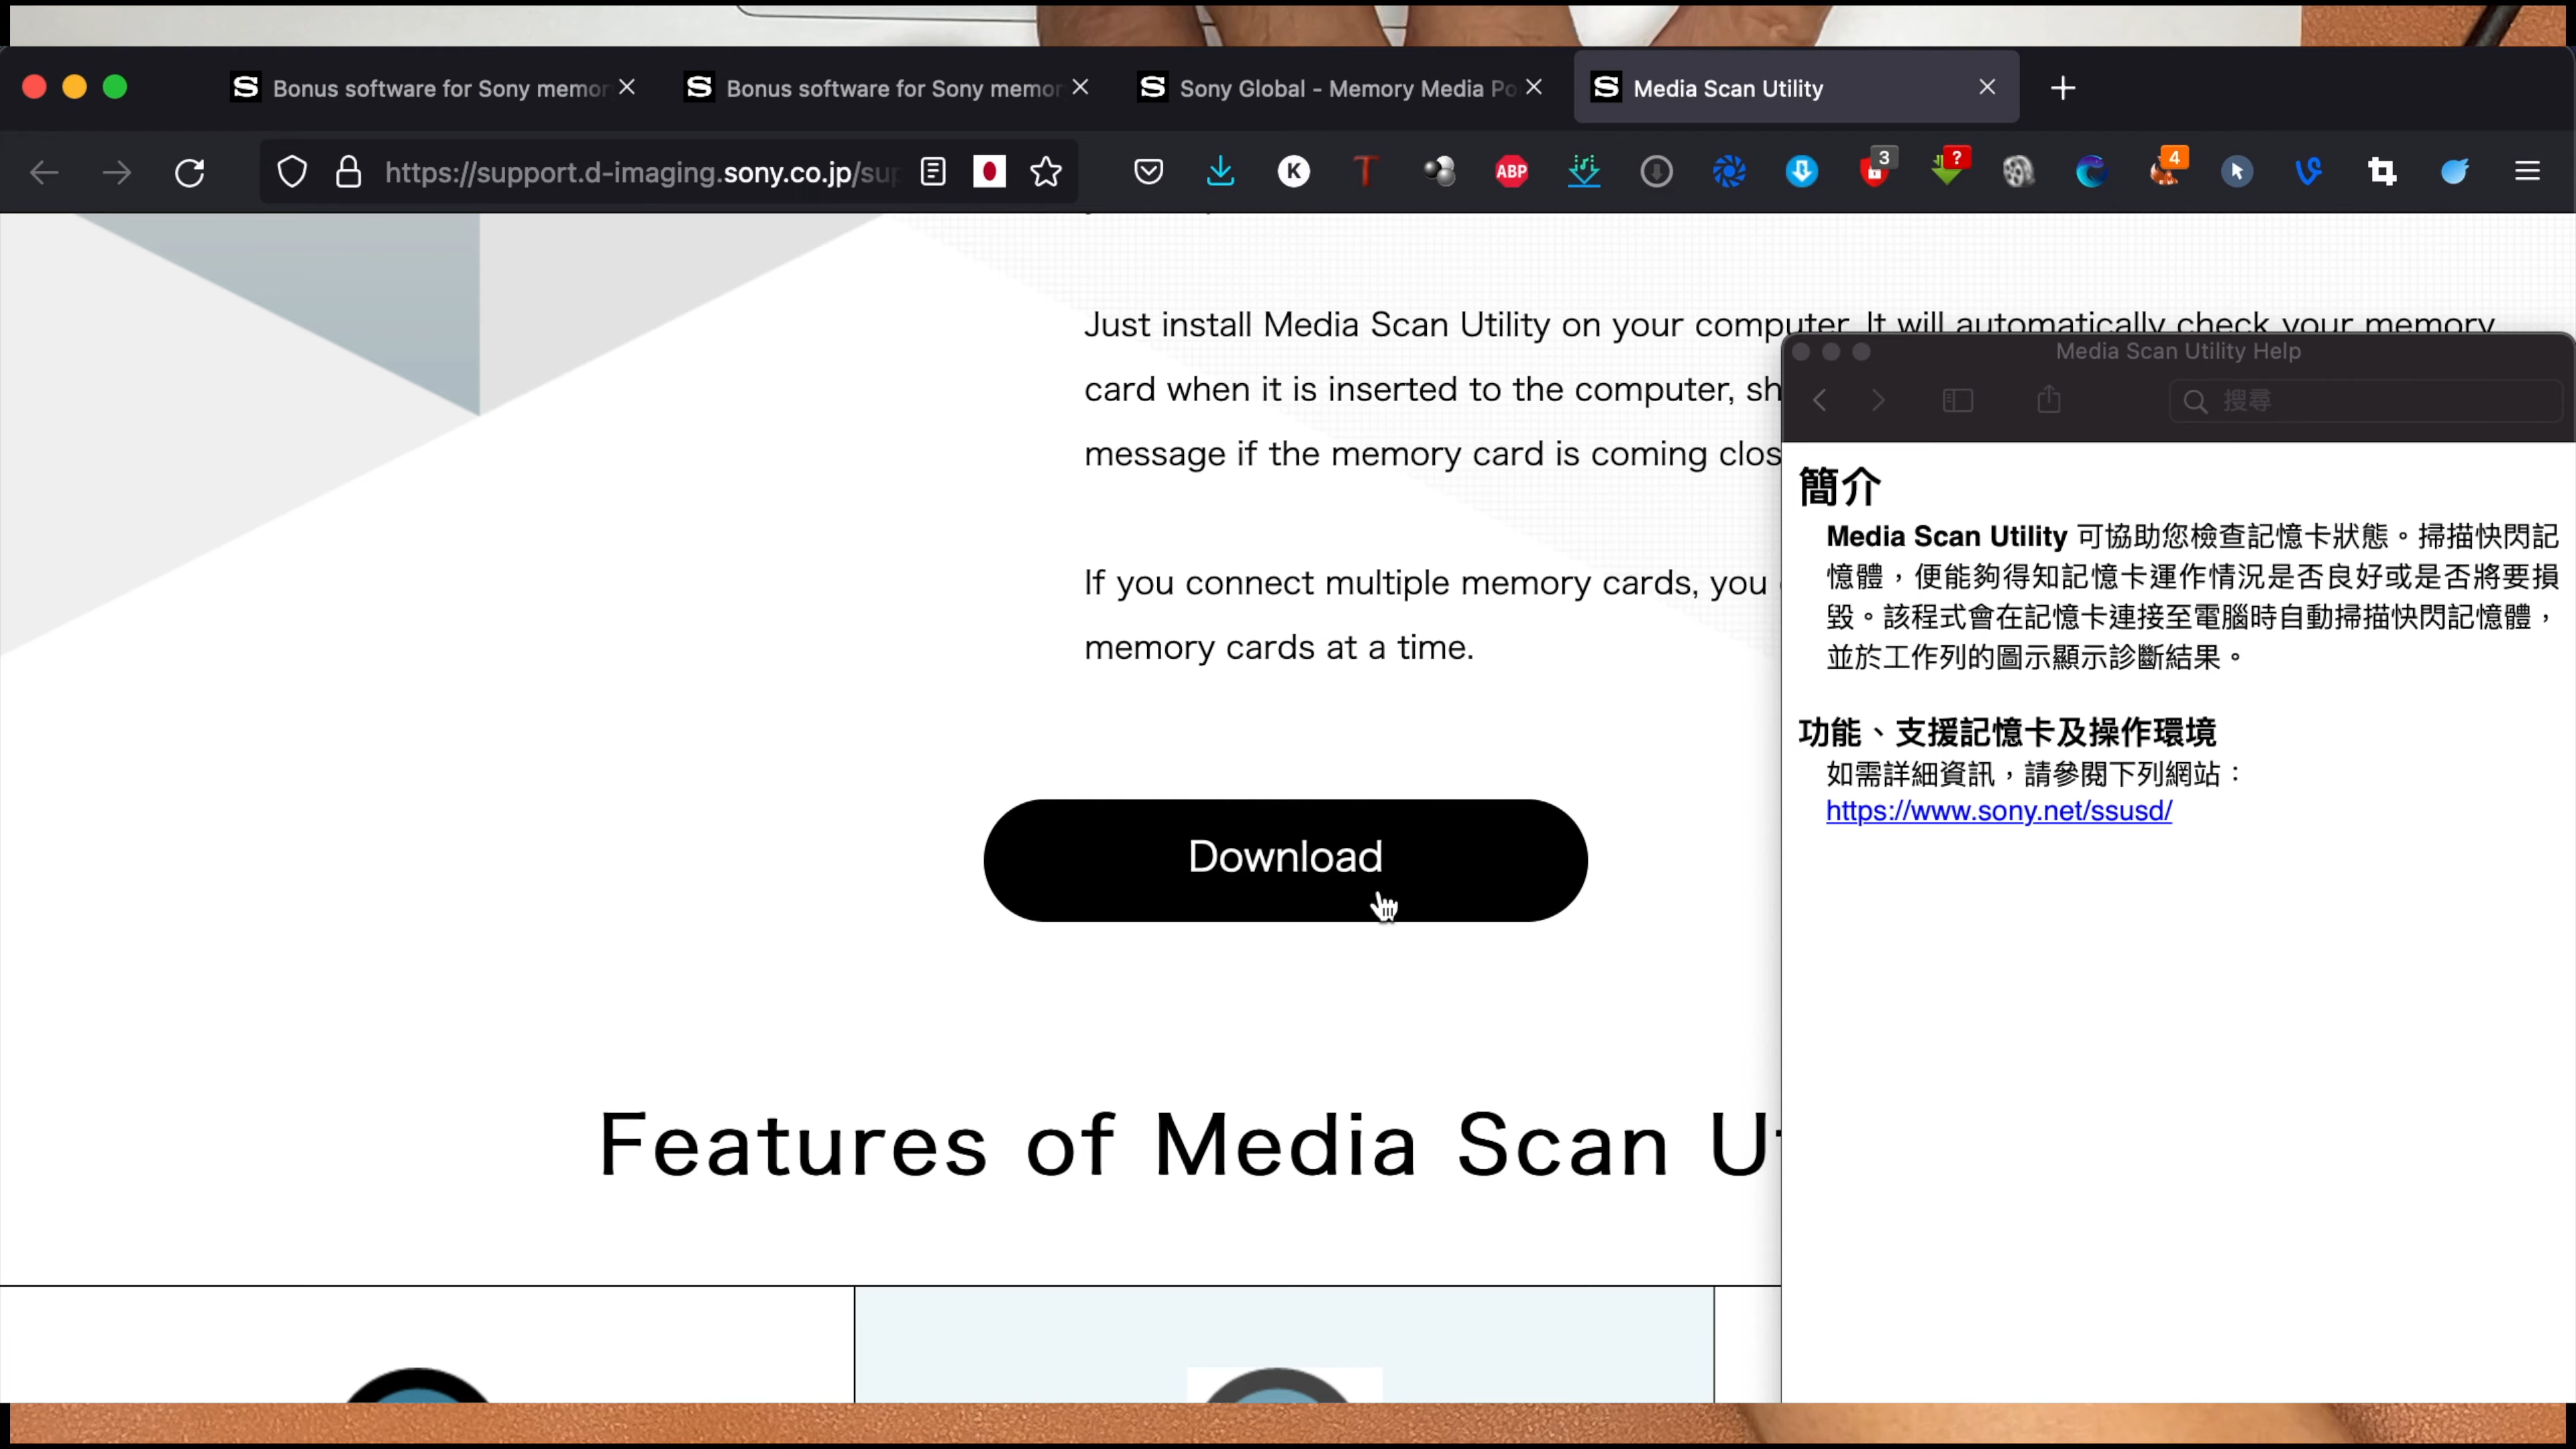 Bonus software for Sony memor
Bonus software for Sony memor
Sony Global - Memory Media Po
Media Scan Utility
https://support.d-imaging.sony.co.jp/sup
K
T
ABP
3
?
4
Just install Media Scan Utility on your computer. It will automatically check your memory
card when it is inserted to the computer, sh
message if the memory card is coming clos
If you connect multiple memory cards, you
memory cards at a time.
Download
Features of Media Scan Ut
Media Scan Utility Help
搜尋
簡介
Media Scan Utility 可協助您檢查記憶卡狀態。掃描快閃記
憶體，便能夠得知記憶卡運作情況是否良好或是否將要損
毀。該程式會在記憶卡連接至電腦時自動掃描快閃記憶體，
並於工作列的圖示顯示診斷結果。
功能、支援記憶卡及操作環境
如需詳細資訊，請參閱下列網站：
https://www.sony.net/ssusd/